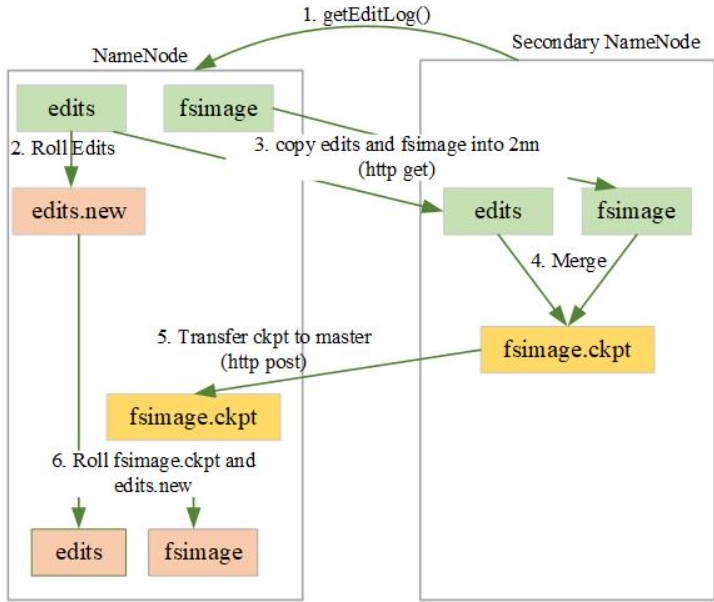 1. getEditLog()
NameNode
Secondary NameNode
edits
fsimage
2. Roll Edits
3. copy edits and fsimage into 2nn
(http get)
edits.new
edits
fsimage
4. Merge
5. Transfer ckpt to master
(http post)
fsimage.ckpt
fsimage.ckpt
6. Roll fsimage.ckpt and
edits.new
edits
fsimage